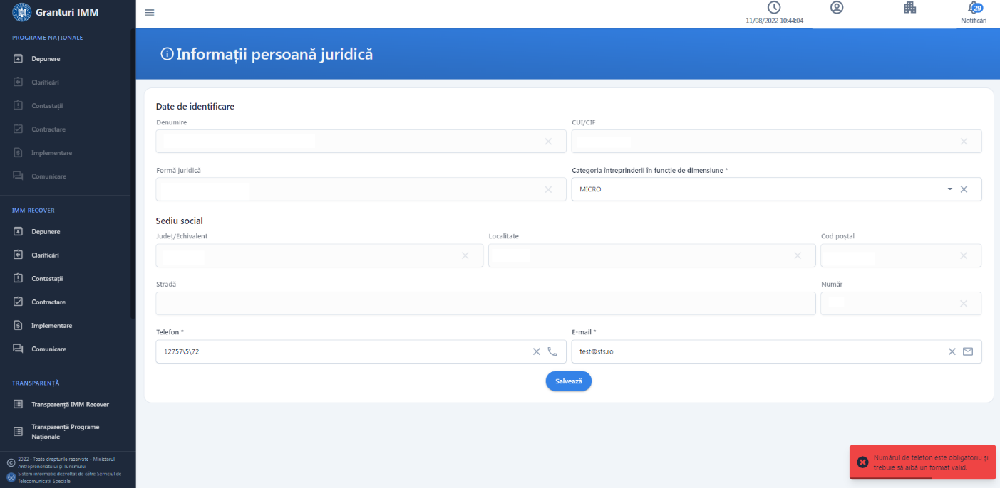 Granturi IMM
PROGRAME NAȚIONALE
Depunere
Clarificări
Contestații
Contractare
Implementare
Comunicare
IMM RECOVER
Depunere
Clarificări
Contestații
Contractare
Implementare
Comunicare
TRANSPARENȚĂ
Transparență IMM Recover
Transparență Programe
Naționale
2022 - Toate drepturile rezervate - Ministerul
Antreprenoriatului și Turismului
Sistem informatic dezvoltat de către Serviciul de
Telecomunicații Speciale
11/08/2022 10:44:04
29
Notificări
Informații persoană juridică
Date de identificare
Denumire
CUI/CIF
Formă juridică
Categoria întreprinderii în funcție de dimensiune *
MICRO
Sediu social
Județ/Echivalent
Localitate
Cod poștal
Stradă
Număr
Telefon *
E-mail *
12757\5\72
test@sts.ro
Salvează
Numărul de telefon este obligatoriu și
trebuie să aibă un format valid.